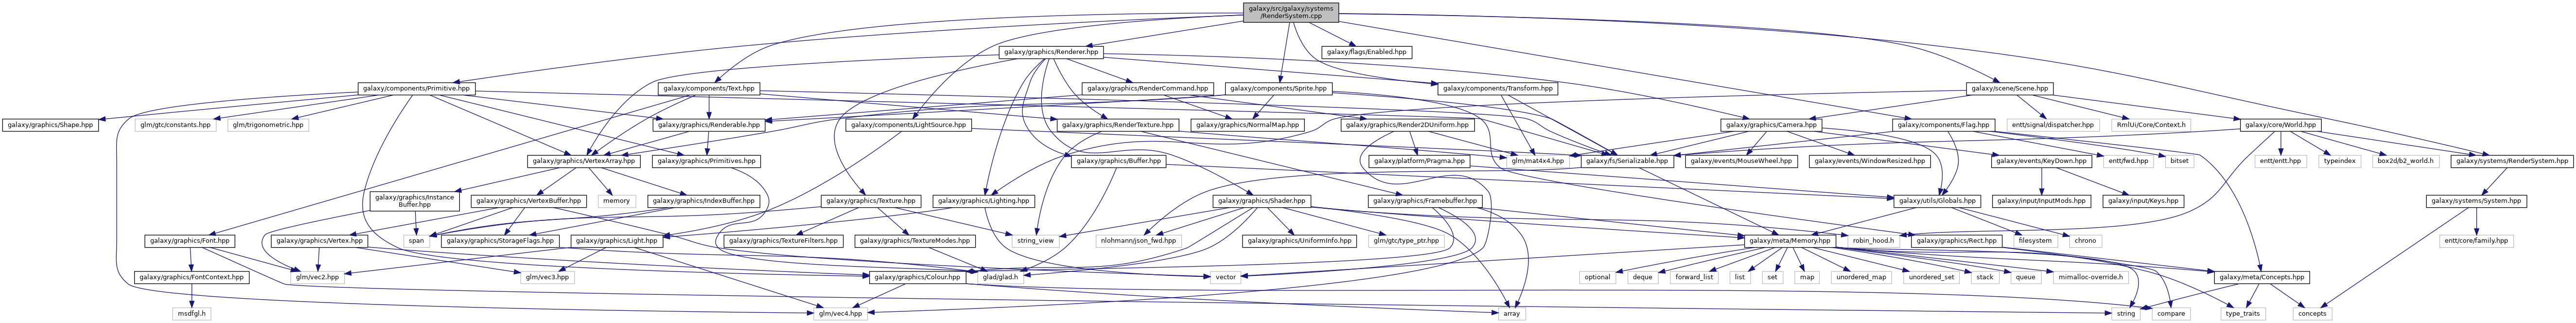 galaxy/src/galaxy/systems
/RenderSystem.cpp
galaxy/graphics/Renderer.hpp
galaxy/flags/Enabled.hpp
galaxy/components/Primitive.hpp
galaxy/components/Text.hpp
galaxy/graphics/RenderCommand.hpp
galaxy/components/Sprite.hpp
galaxy/components/Transform.hpp
galaxy/scene/Scene.hpp
galaxy/graphics/Shape.hpp
glm/gtc/constants.hpp
glm/trigonometric.hpp
galaxy/graphics/Renderable.hpp
galaxy/components/LightSource.hpp
galaxy/graphics/RenderTexture.hpp
galaxy/graphics/NormalMap.hpp
galaxy/graphics/Render2DUniform.hpp
galaxy/graphics/Camera.hpp
galaxy/components/Flag.hpp
entt/signal/dispatcher.hpp
RmlUi/Core/Context.h
galaxy/core/World.hpp
galaxy/graphics/VertexArray.hpp
galaxy/graphics/Primitives.hpp
galaxy/graphics/Buffer.hpp
galaxy/platform/Pragma.hpp
glm/mat4x4.hpp
galaxy/fs/Serializable.hpp
galaxy/events/MouseWheel.hpp
galaxy/events/WindowResized.hpp
galaxy/events/KeyDown.hpp
entt/fwd.hpp
bitset
entt/entt.hpp
typeindex
box2d/b2_world.h
galaxy/systems/RenderSystem.hpp
galaxy/graphics/Instance
Buffer.hpp
galaxy/graphics/VertexBuffer.hpp
memory
galaxy/graphics/IndexBuffer.hpp
galaxy/graphics/Texture.hpp
galaxy/graphics/Lighting.hpp
galaxy/graphics/Shader.hpp
galaxy/graphics/Framebuffer.hpp
galaxy/utils/Globals.hpp
galaxy/input/InputMods.hpp
galaxy/input/Keys.hpp
galaxy/systems/System.hpp
galaxy/graphics/Font.hpp
galaxy/graphics/Vertex.hpp
span
galaxy/graphics/StorageFlags.hpp
galaxy/graphics/Light.hpp
galaxy/graphics/TextureFilters.hpp
galaxy/graphics/TextureModes.hpp
string_view
nlohmann/json_fwd.hpp
galaxy/graphics/UniformInfo.hpp
glm/gtc/type_ptr.hpp
galaxy/meta/Memory.hpp
robin_hood.h
galaxy/graphics/Rect.hpp
filesystem
chrono
entt/core/family.hpp
galaxy/graphics/FontContext.hpp
glm/vec2.hpp
glm/vec3.hpp
galaxy/graphics/Colour.hpp
glad/glad.h
vector
optional
deque
forward_list
list
set
map
unordered_map
unordered_set
stack
queue
mimalloc-override.h
galaxy/meta/Concepts.hpp
msdfgl.h
glm/vec4.hpp
array
string
compare
type_traits
concepts